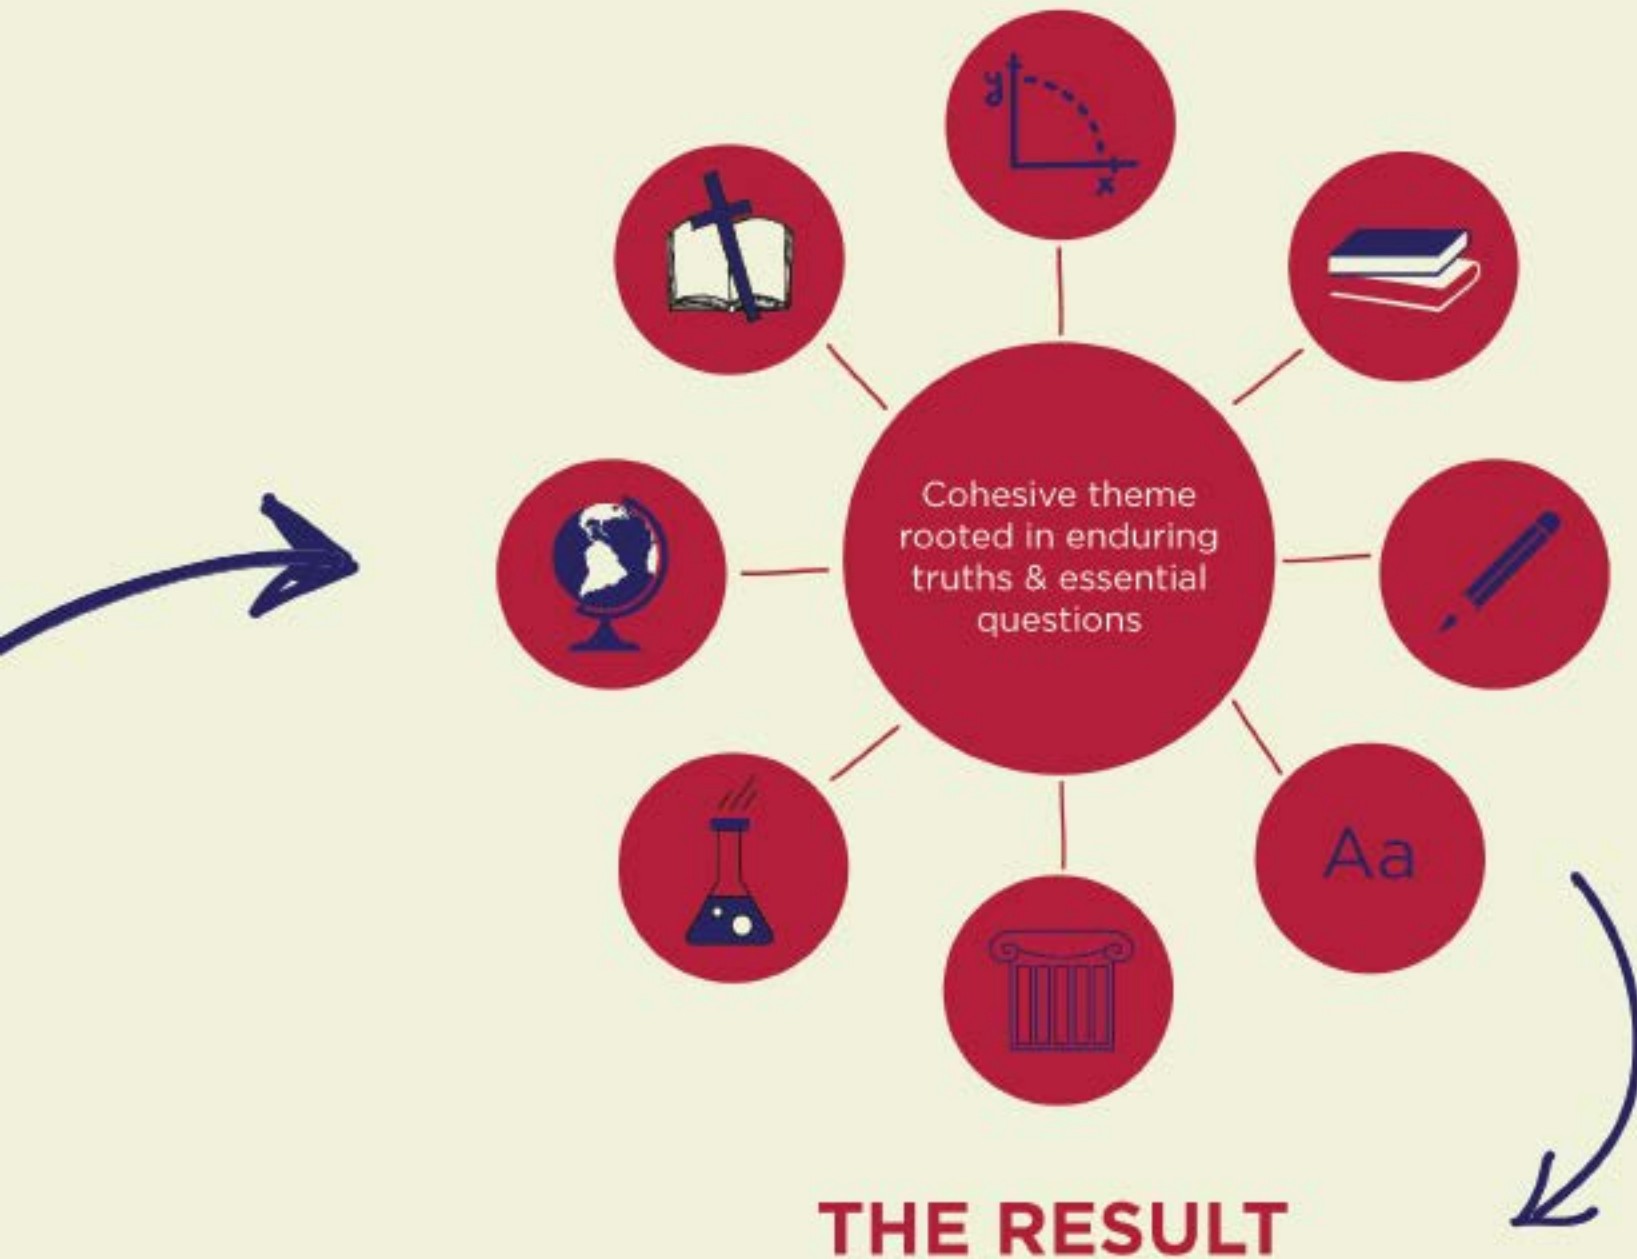 y
x
Cohesive theme
rooted in enduring
truths & essential
questions
Aa
THE RESULT